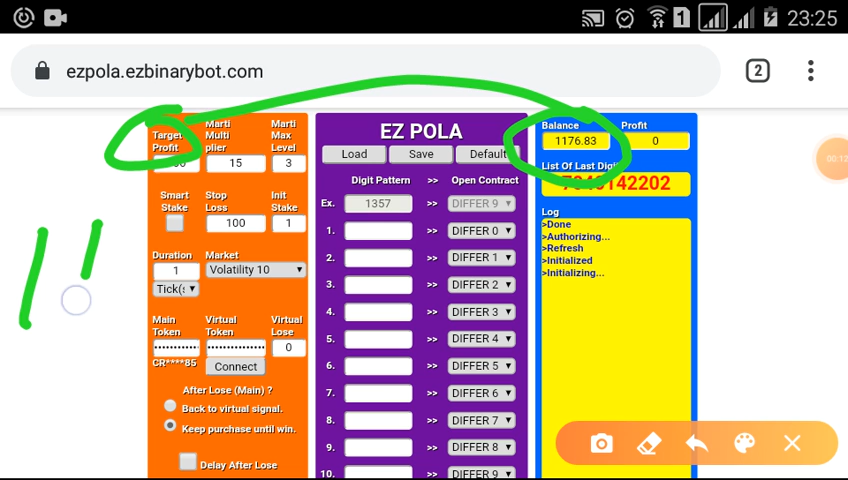 1
23:25
ezpola.ezbinarybot.com
2
Target
Profit
Marti
Multi
plier
Marti
Max
Level
15
3
Smart
Stake
Stop
Loss
Init
Stake
100
1
Duration
Market
1
Volatility 10
Tick(s
Main
Token
Virtual
Token
Virtual
Lose
0
CR****85
Connect
After Lose (Main) ?
Back to virtual signal.
Keep purchase until win.
Delay After Lose
EZ POLA
Load
Save
Default
Digit Pattern >> Open Contract
Ex. 1357 >> DIFFER 9
1. >> DIFFER 0
2. >> DIFFER 1
3. >> DIFFER 2
4. >> DIFFER 3
5. >> DIFFER 4
6. >> DIFFER 5
7. >> DIFFER 6
8. >> DIFFER 7
9. >> DIFFER 8
10. >> DIFFER 9
Balance
Profit
1176.83
0
List Of Last Digit
142202
Log
>Done
>Authorizing...
>Refresh
>Initialized
>Initializing...